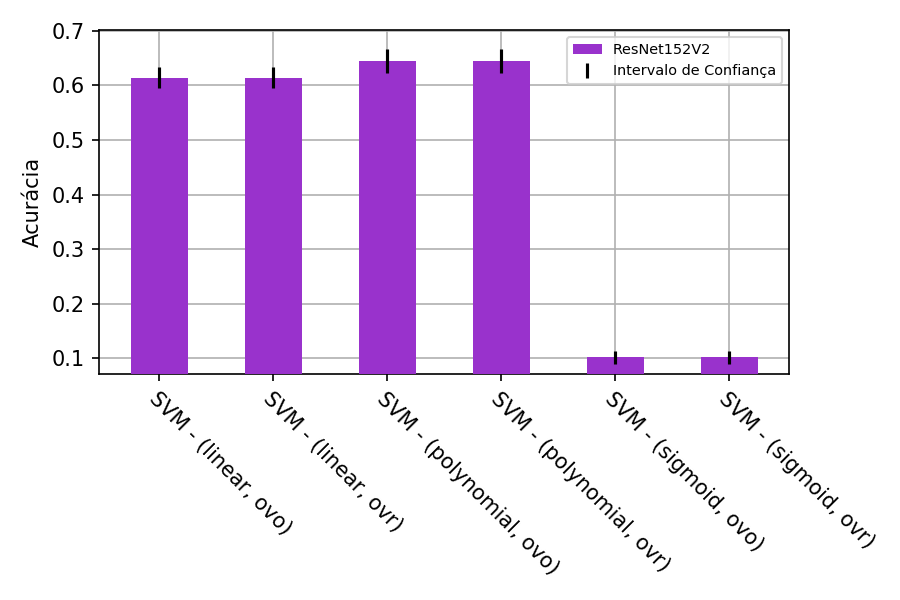 0.7
0.6
0.5
0.4
0.3
0.2
0.1
Acurácia
ResNet152V2
Intervalo de Confiança
SVM - (linear, ovo)
SVM - (linear, ovr)
SVM - (polynomial, ovo)
SVM - (polynomial, ovr)
SVM - (sigmoid, ovo)
SVM - (sigmoid, ovr)